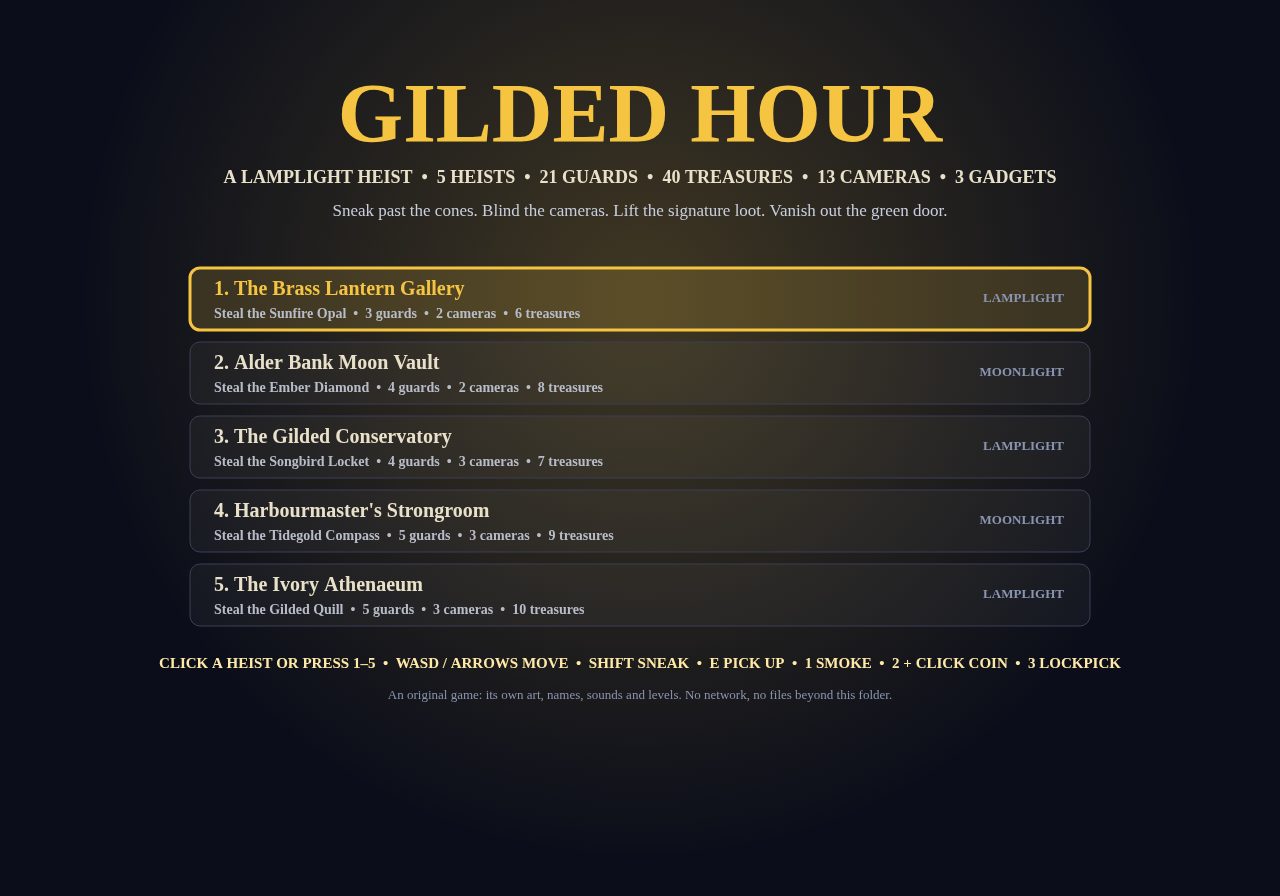 GILDED HOUR
A LAMPLIGHT HEIST • 5 HEISTS • 21 GUARDS • 40 TREASURES • 13 CAMERAS • 3 GADGETS
Sneak past the cones. Blind the cameras. Lift the signature loot. Vanish out the green door.
1. The Brass Lantern Gallery
Steal the Sunfire Opal • 3 guards • 2 cameras • 6 treasures
LAMPLIGHT
2. Alder Bank Moon Vault
Steal the Ember Diamond • 4 guards • 2 cameras • 8 treasures
MOONLIGHT
3. The Gilded Conservatory
Steal the Songbird Locket • 4 guards • 3 cameras • 7 treasures
LAMPLIGHT
4. Harbourmaster's Strongroom
Steal the Tidegold Compass • 5 guards • 3 cameras • 9 treasures
MOONLIGHT
5. The Ivory Athenaeum
Steal the Gilded Quill • 5 guards • 3 cameras • 10 treasures
LAMPLIGHT
CLICK A HEIST OR PRESS 1–5 • WASD / ARROWS MOVE • SHIFT SNEAK • E PICK UP • 1 SMOKE • 2 + CLICK COIN • 3 LOCKPICK
An original game: its own art, names, sounds and levels. No network, no files beyond this folder.